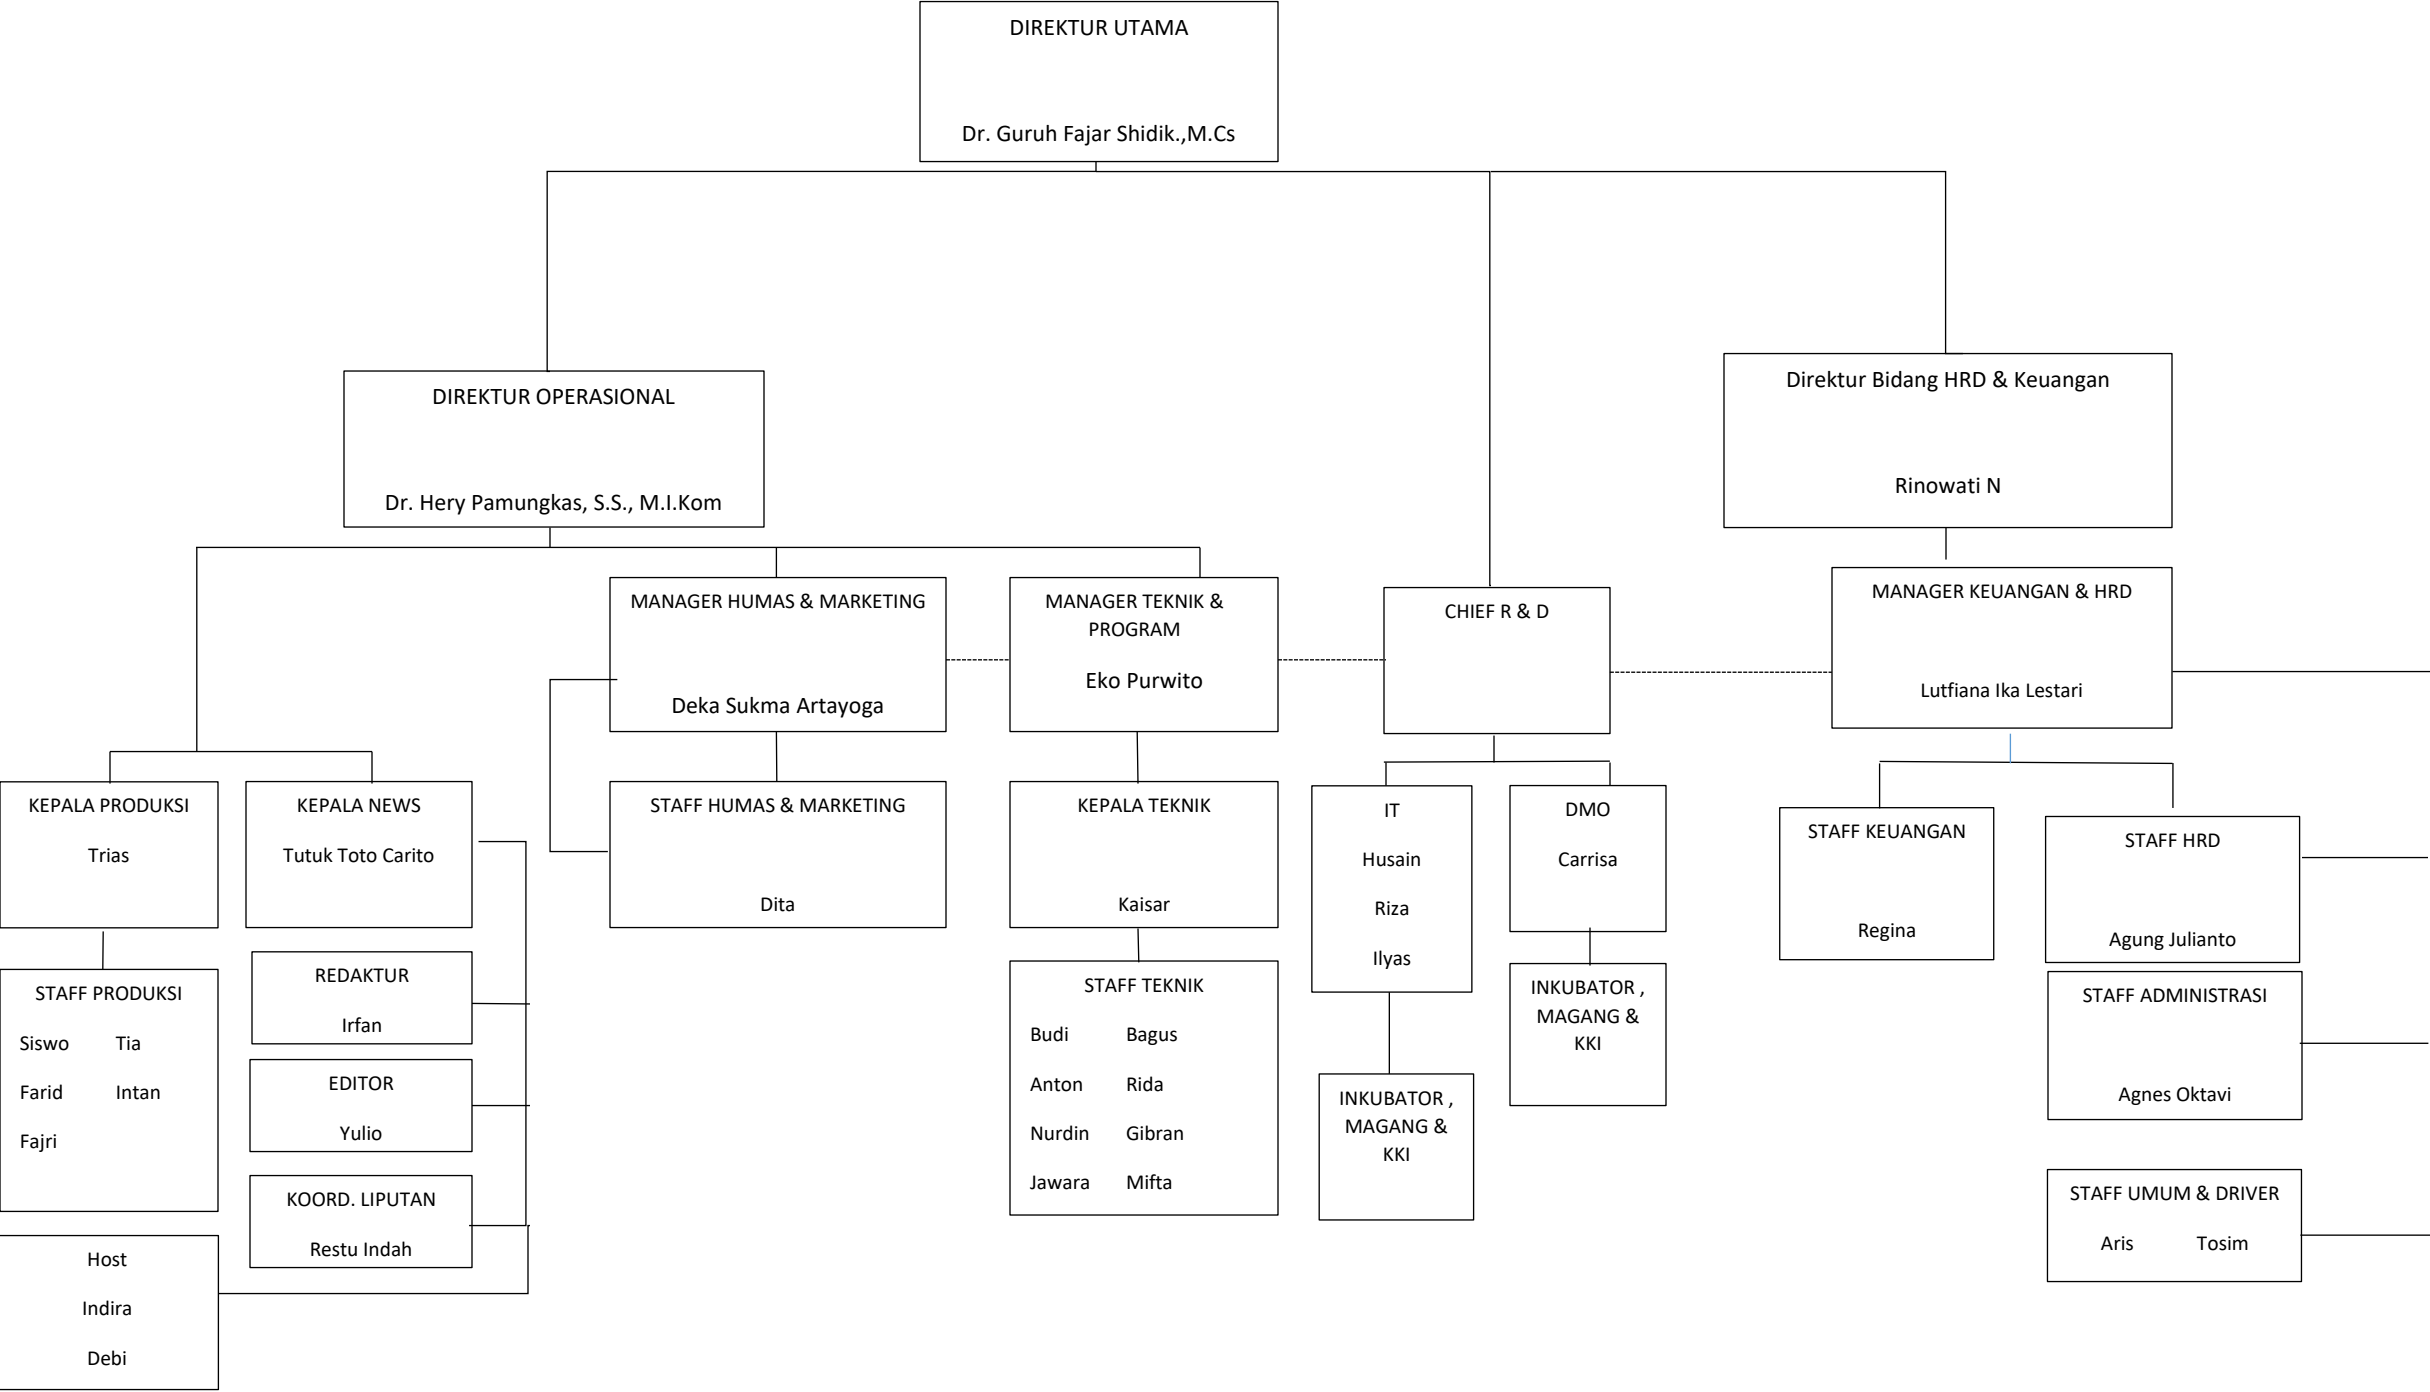 DIREKTUR UTAMA
Dr. Guruh Fajar Shidik.,M.Cs
DIREKTUR OPERASIONAL
Dr. Hery Pamungkas, S.S., M.I.Kom
Direktur Bidang HRD & Keuangan
Rinowati N
MANAGER HUMAS & MARKETING
Deka Sukma Artayoga
MANAGER TEKNIK &
PROGRAM
Eko Purwito
CHIEF R & D
MANAGER KEUANGAN & HRD
Lutfiana Ika Lestari
KEPALA PRODUKSI
Trias
KEPALA NEWS
Tutuk Toto Carito
STAFF HUMAS & MARKETING
Dita
KEPALA TEKNIK
Kaisar
IT
Husain
Riza
Ilyas
DMO
Carrisa
STAFF KEUANGAN
Regina
STAFF HRD
Agung Julianto
STAFF PRODUKSI
Siswo Tia
Farid Intan
Fajri
REDAKTUR
Irfan
EDITOR
Yulio
KOORD. LIPUTAN
Restu Indah
STAFF TEKNIK
Budi Bagus
Anton Rida
Nurdin Gibran
Jawara Mifta
INKUBATOR ,
MAGANG &
KKI
INKUBATOR ,
MAGANG &
KKI
STAFF ADMINISTRASI
Agnes Oktavi
STAFF UMUM & DRIVER
Aris Tosim
Host
Indira
Debi